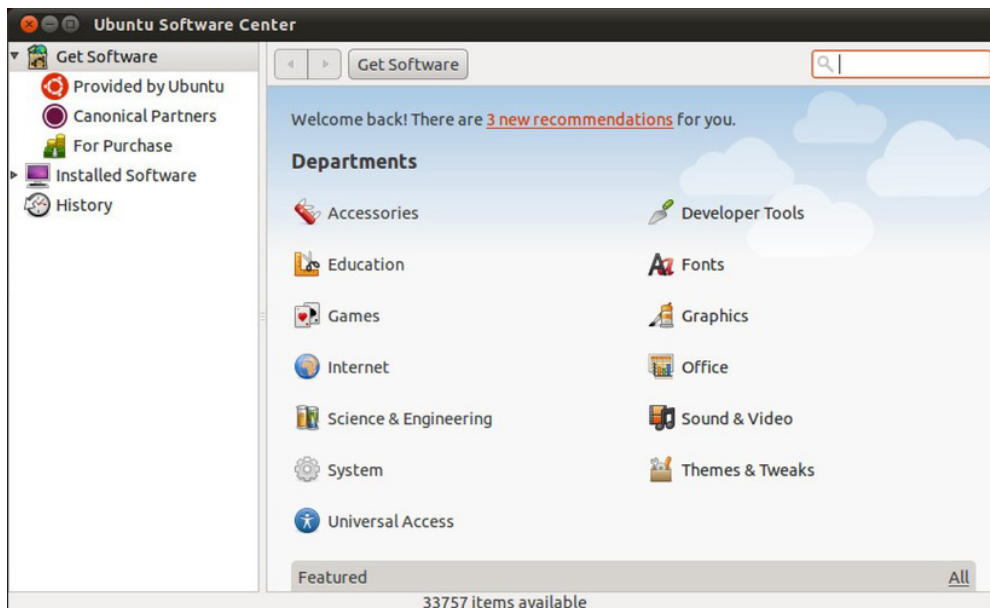 Ubuntu Software Center
Get Software
Provided by Ubuntu
Canonical Partners
For Purchase
Installed Software
History
Get Software
Welcome back! There are 3 new recommendations for you.
Departments
Accessories
Developer Tools
Education
Fonts
Games
Graphics
Internet
Office
Science & Engineering
Sound & Video
System
Themes & Tweaks
Universal Access
Featured All
33757 items available